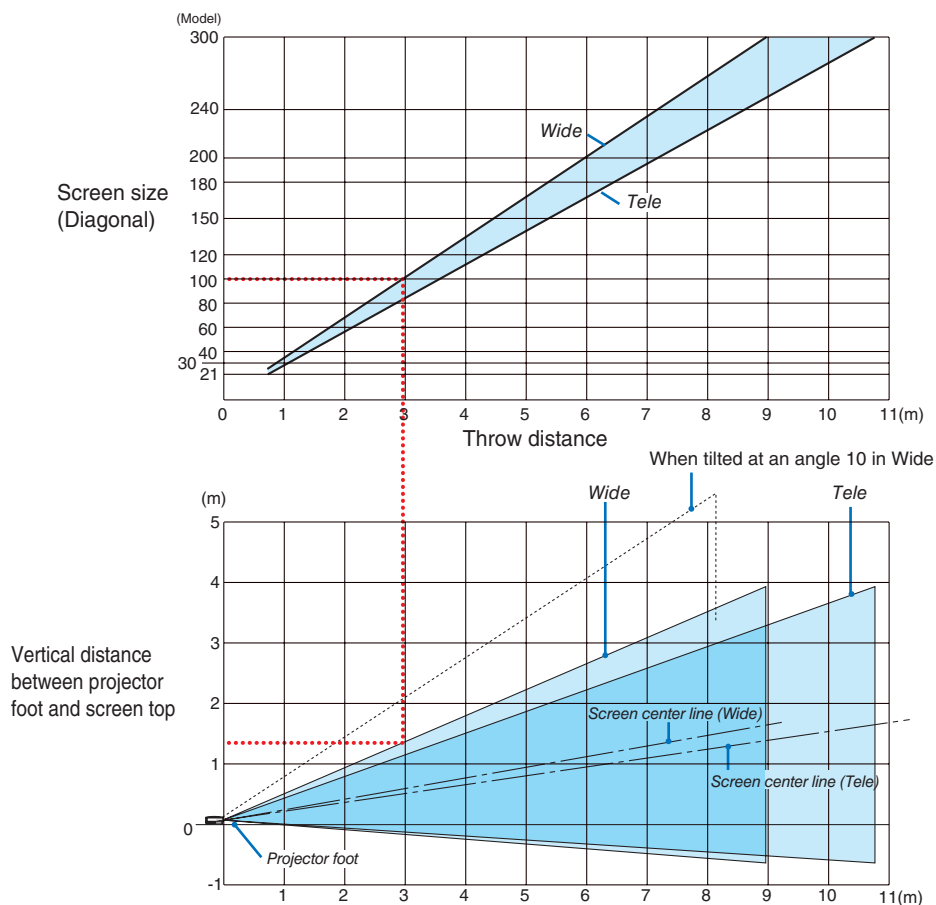 (Model)
300
240
200
180
150
120
100
80
60
40
30
21
Screen size
(Diagonal)
Wide
Tele
0 1 2 3 4 5 6 7 8 9 10 11(m)
Throw distance
When tilted at an angle 10 in Wide
Wide
Tele
(m)
5
4
3
2
1
0
-1
Vertical distance
between projector
foot and screen top
Screen center line (Wide)
Screen center line (Tele)
Projector foot
1 2 3 4 5 6 7 8 9 10 11(m)